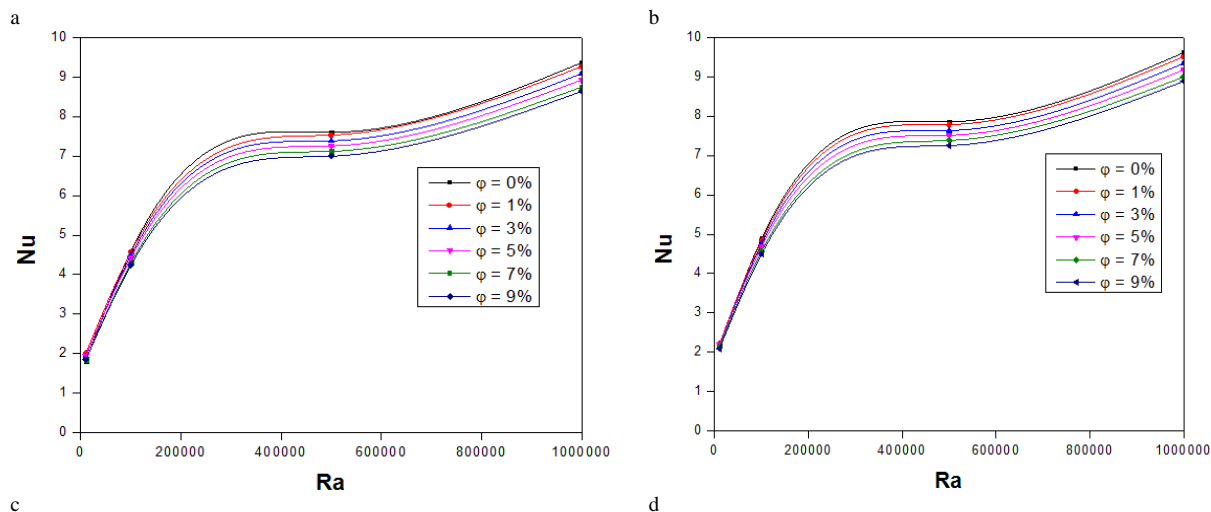 a
10
9
8
7
6
5
4
3
2
1
0
Nu
0
200000
400000
600000
800000
1000000
Ra
φ = 0%
φ = 1%
φ = 3%
φ = 5%
φ = 7%
φ = 9%
b
10
9
8
7
6
5
4
3
2
1
0
Nu
0
200000
400000
600000
800000
1000000
Ra
φ = 0%
φ = 1%
φ = 3%
φ = 5%
φ = 7%
φ = 9%
c
d